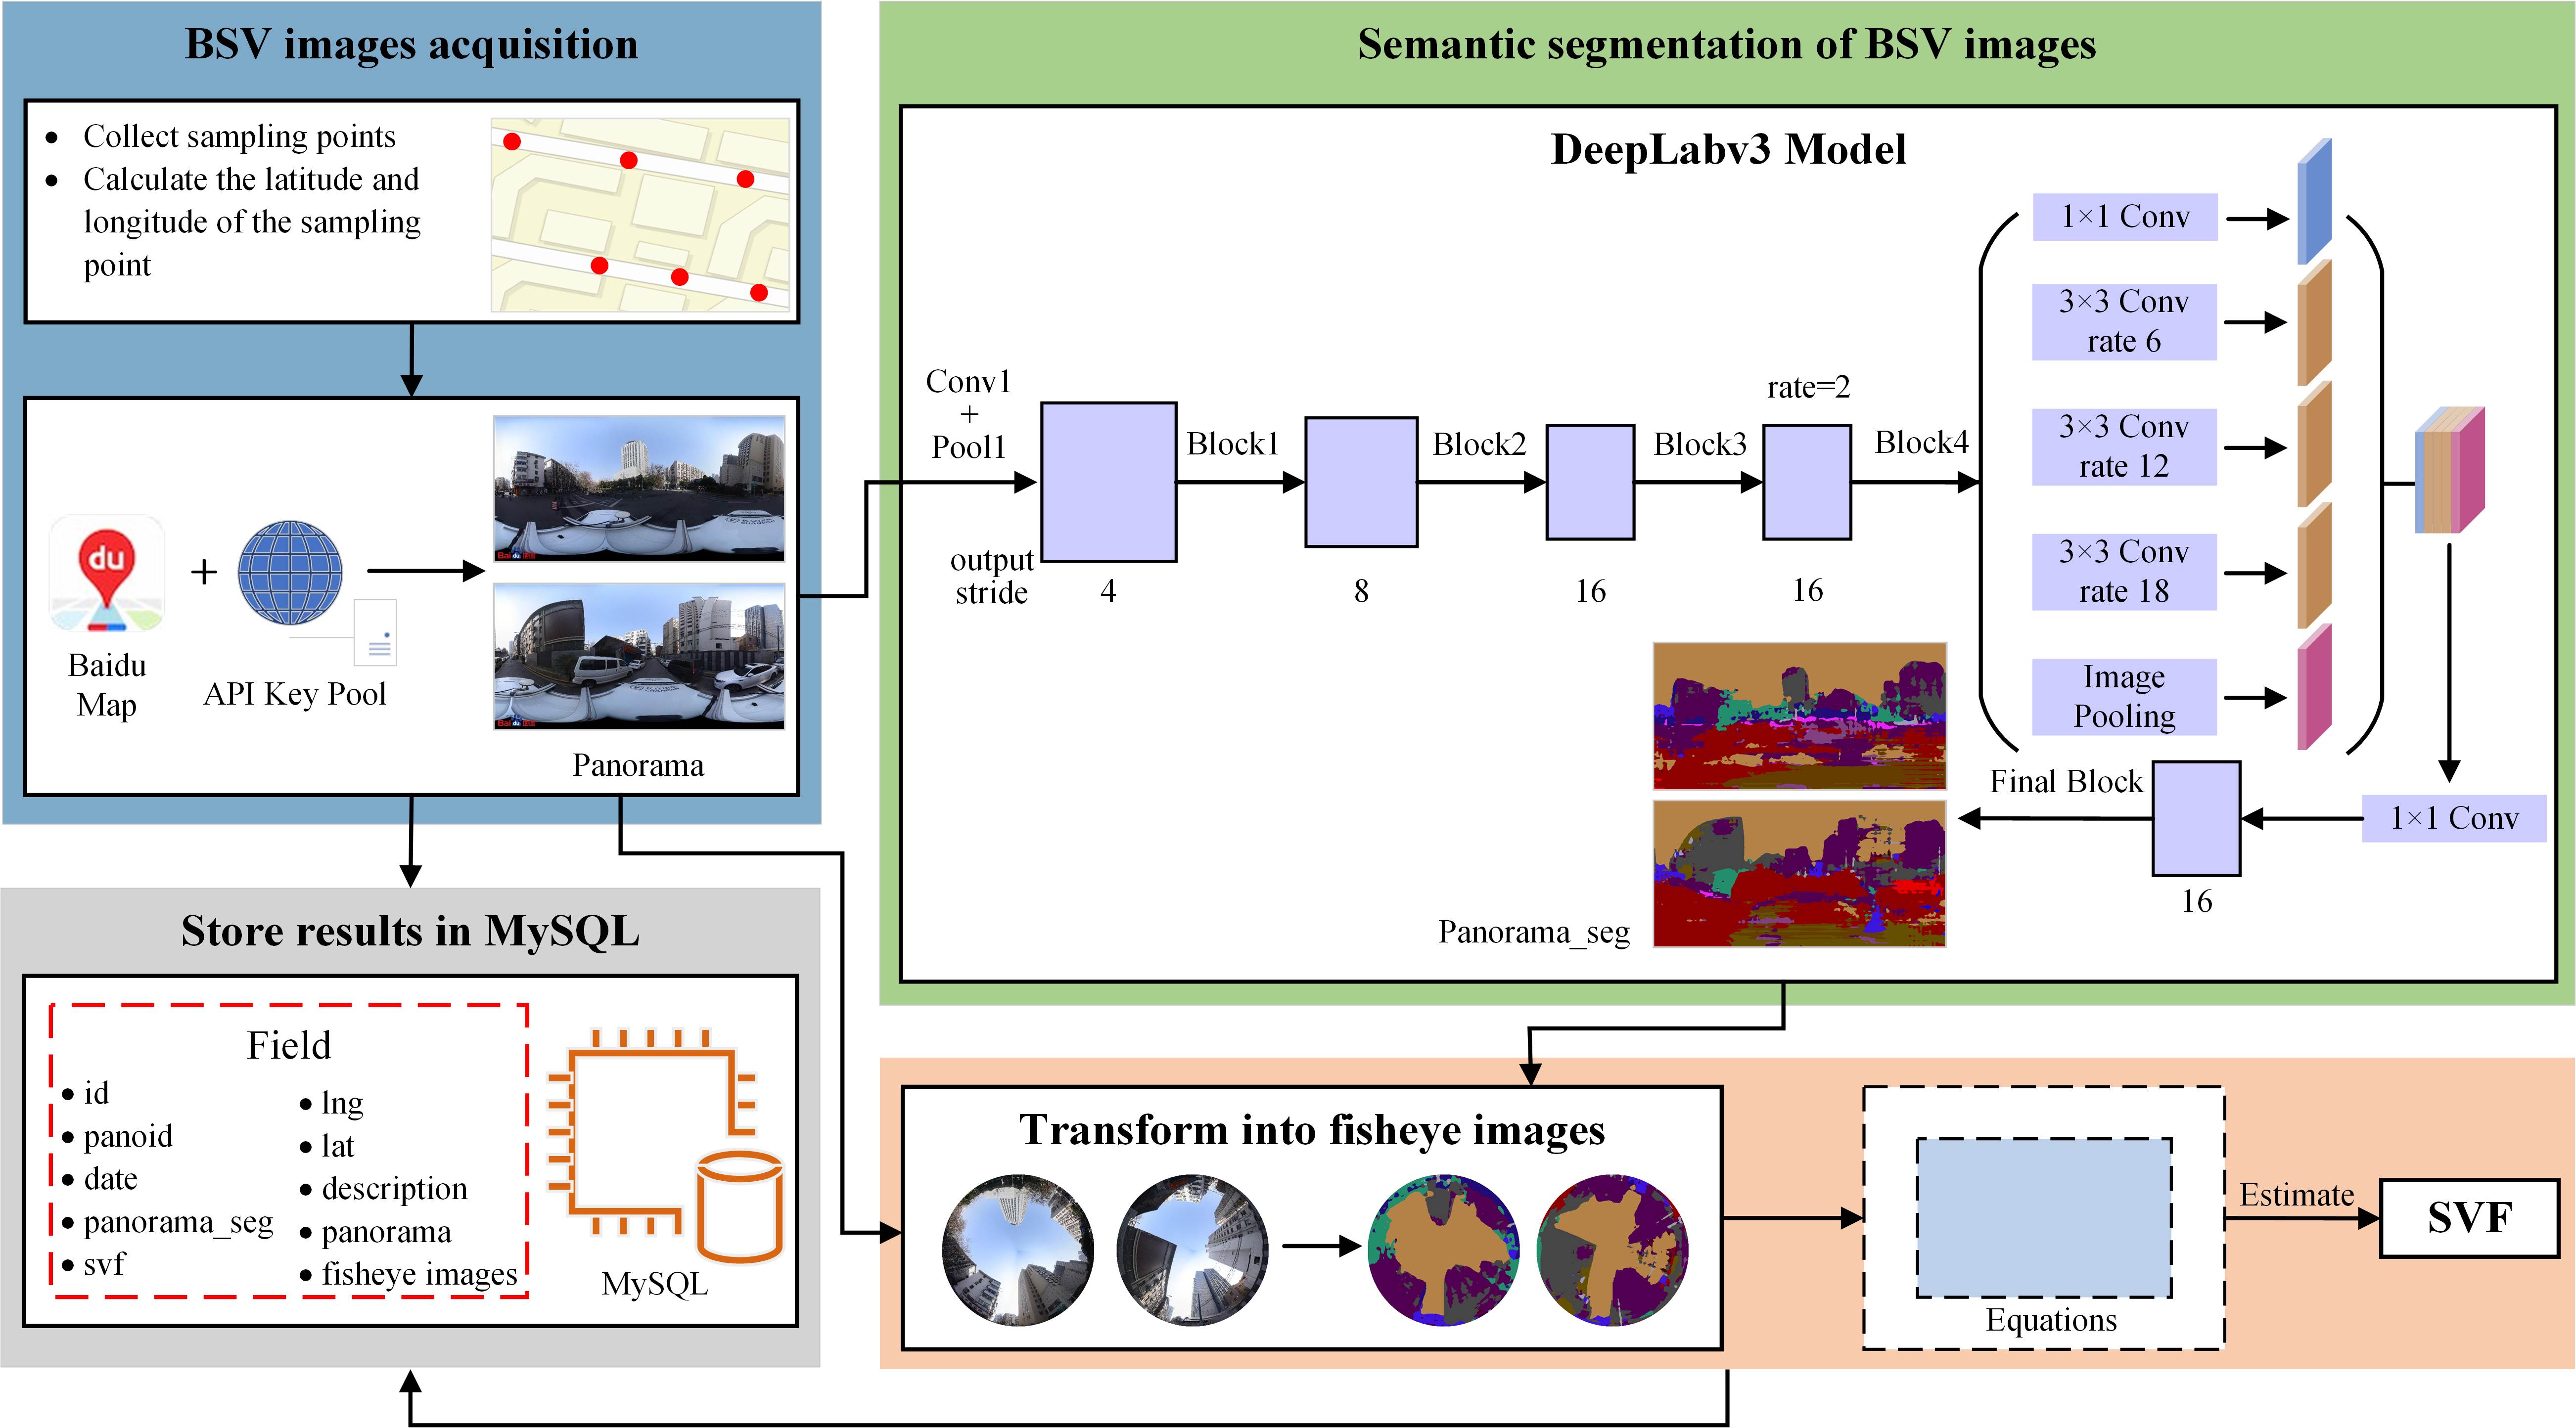 BSV images acquisition
• Collect sampling points
• Calculate the latitude and
longitude of the sampling
point
du
+
Baidu
Map
API Key Pool
Panorama
Semantic segmentation of BSV images
DeepLabv3 Model
Conv1
+
Pool1
output
stride
4
Block1
8
Block2
16
Block3
rate=2
16
Block4
1×1 Conv
3×3 Conv
rate 6
3×3 Conv
rate 12
3×3 Conv
rate 18
Image
Pooling
1×1 Conv
16
Final Block
Panorama_seg
Store results in MySQL
Field
• id
• panoid
• date
• panorama_seg
• svf
• lng
• lat
• description
• panorama
• fisheye images
MySQL
Transform into fisheye images
Equations
Estimate
SVF